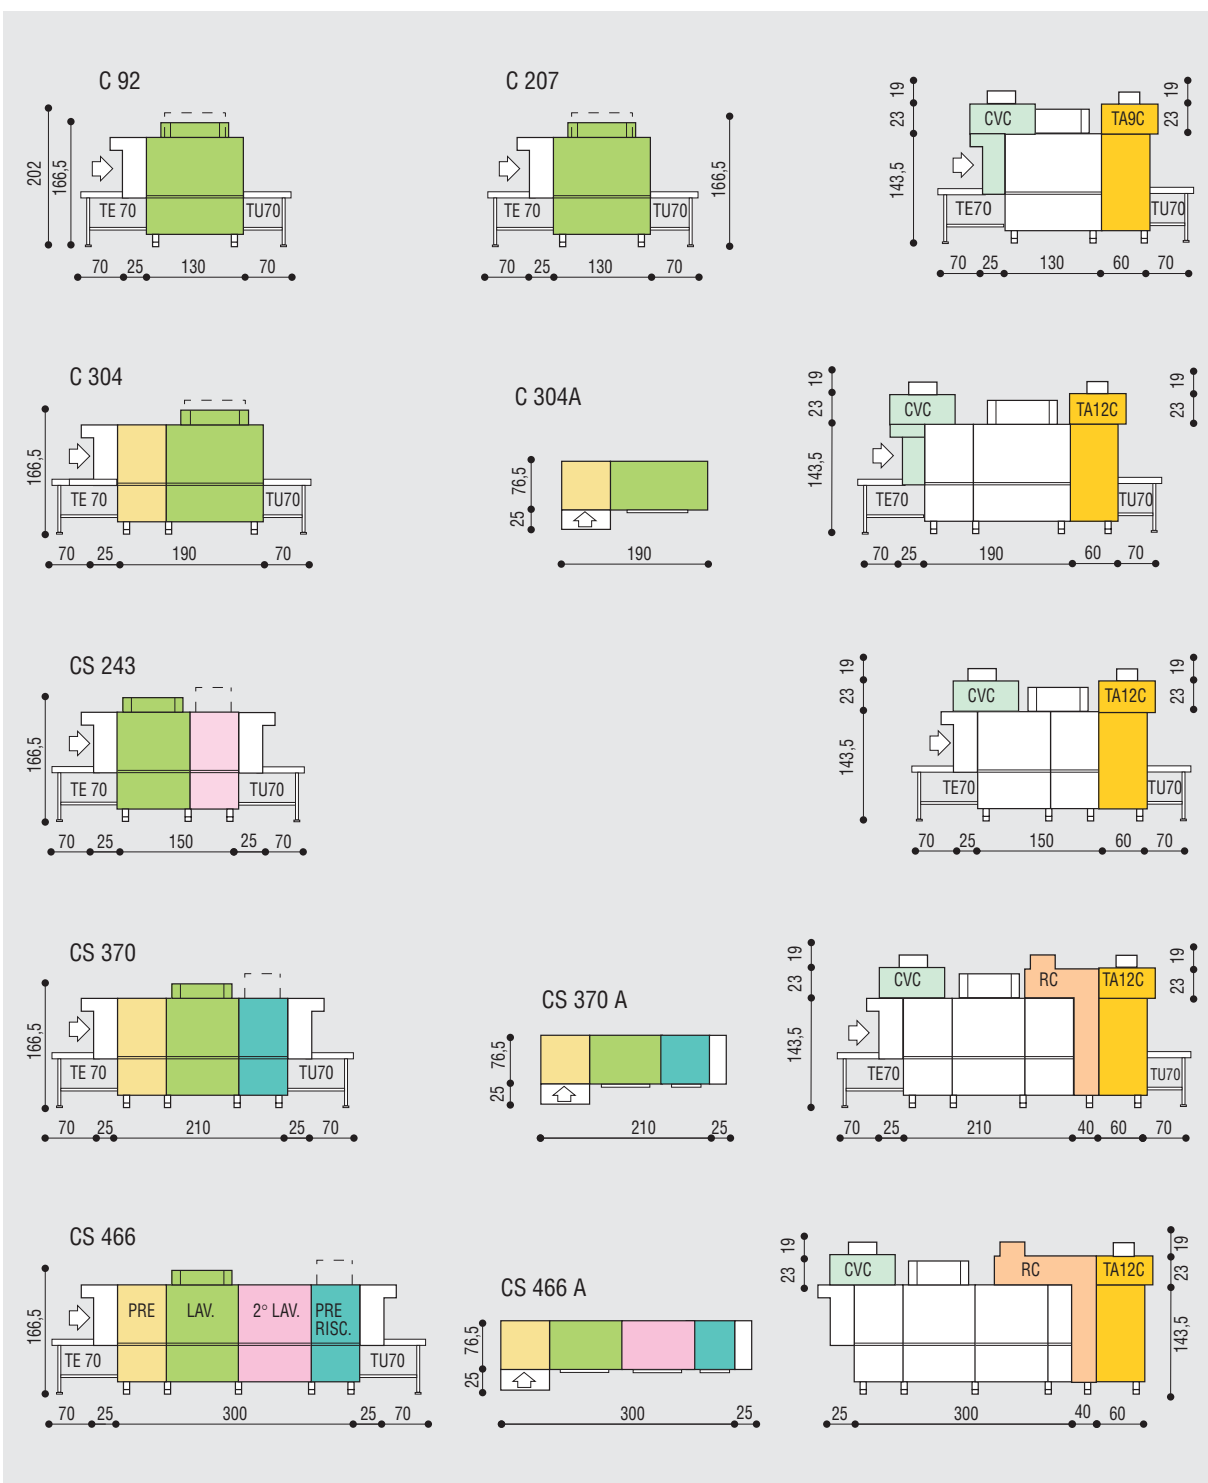 C 92
202
166,5
TE 70
TU70
70 25 130 70
C 207
166,5
TE 70
TU70
70 25 130 70
19
23
143,5
CVC
TA9C
19
23
TE70
TU70
70 25 130 60 70
C 304
166,5
TE 70
TU70
70 25 190 70
C 304A
76,5
25
190
19
23
143,5
CVC
TA12C
19
23
TE70
TU70
70 25 190 60 70
CS 243
166,5
TE 70
TU70
70 25 150 25 70
19
23
143,5
CVC
TA12C
19
23
TE70
TU70
70 25 150 60 70
CS 370
166,5
TE 70
TU70
70 25 210 25 70
CS 370 A
76,5
25
210 25
19
23
143,5
CVC
RC
TA12C
19
23
TE70
TU70
70 25 210 40 60 70
CS 466
166,5
PRE
LAV.
2° LAV.
PRE
RISC.
TE 70
TU70
70 25 300 25 70
CS 466 A
76,5
25
300 25
19
23
CVC
RC
TA12C
19
23
143,5
25 300 40 60